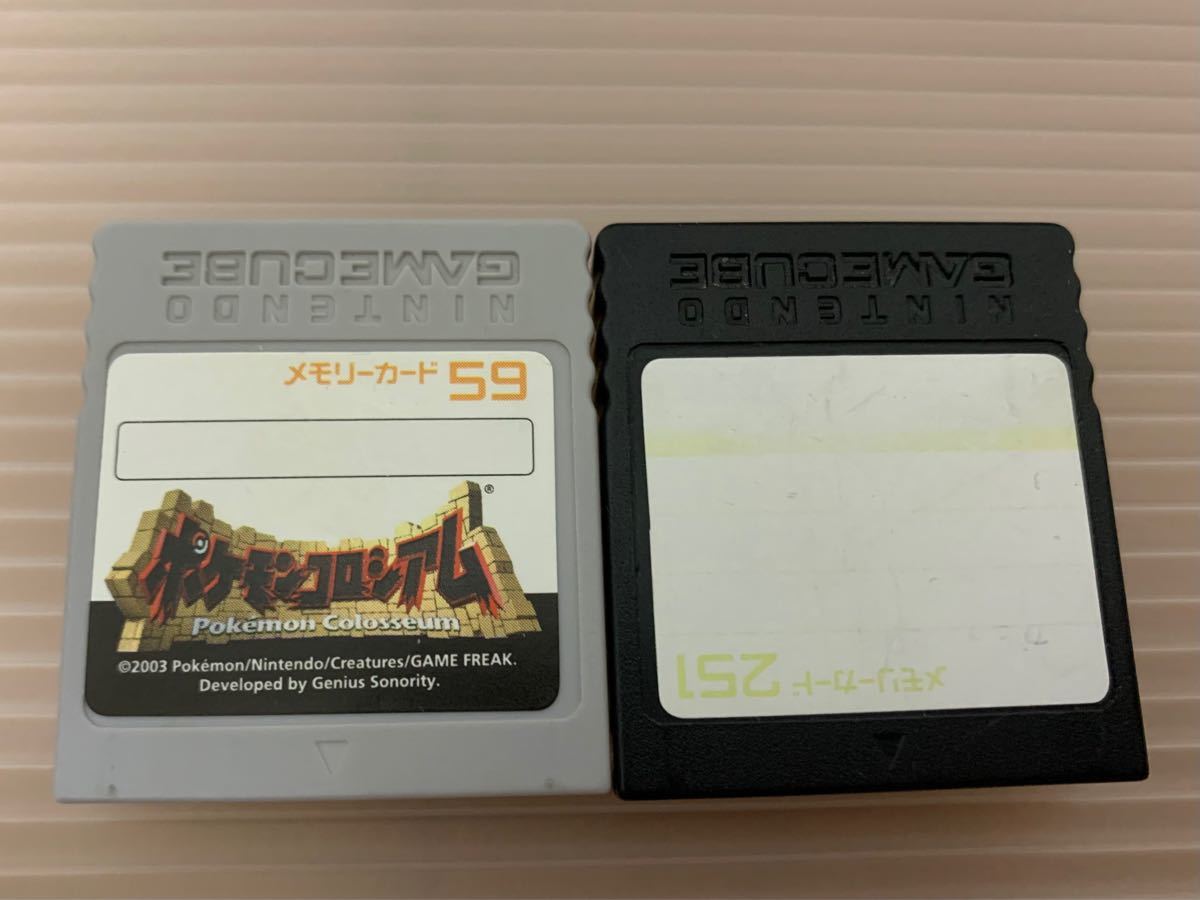 NINTENDO
GAMECUBE
メモリーカード 59
ポケモンコロシアム ®
Pokémon Colosseum
©2003 Pokémon/Nintendo/Creatures/GAME FREAK.
Developed by Genius Sonority.
NINTENDO
GAMECUBE
メモリーカード 251